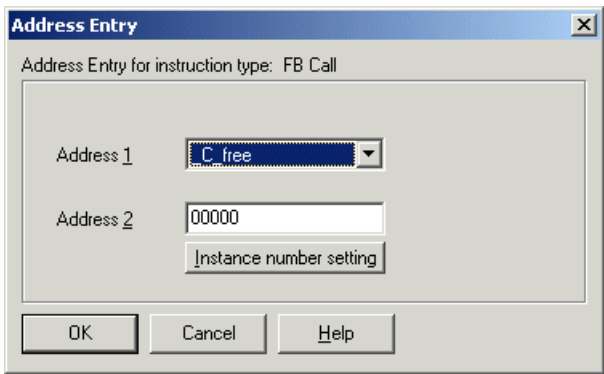 Address Entry
Address Entry for instruction type: FB Call
Address 1
_C_free
Address 2
00000
Instance number setting
OK
Cancel
Help